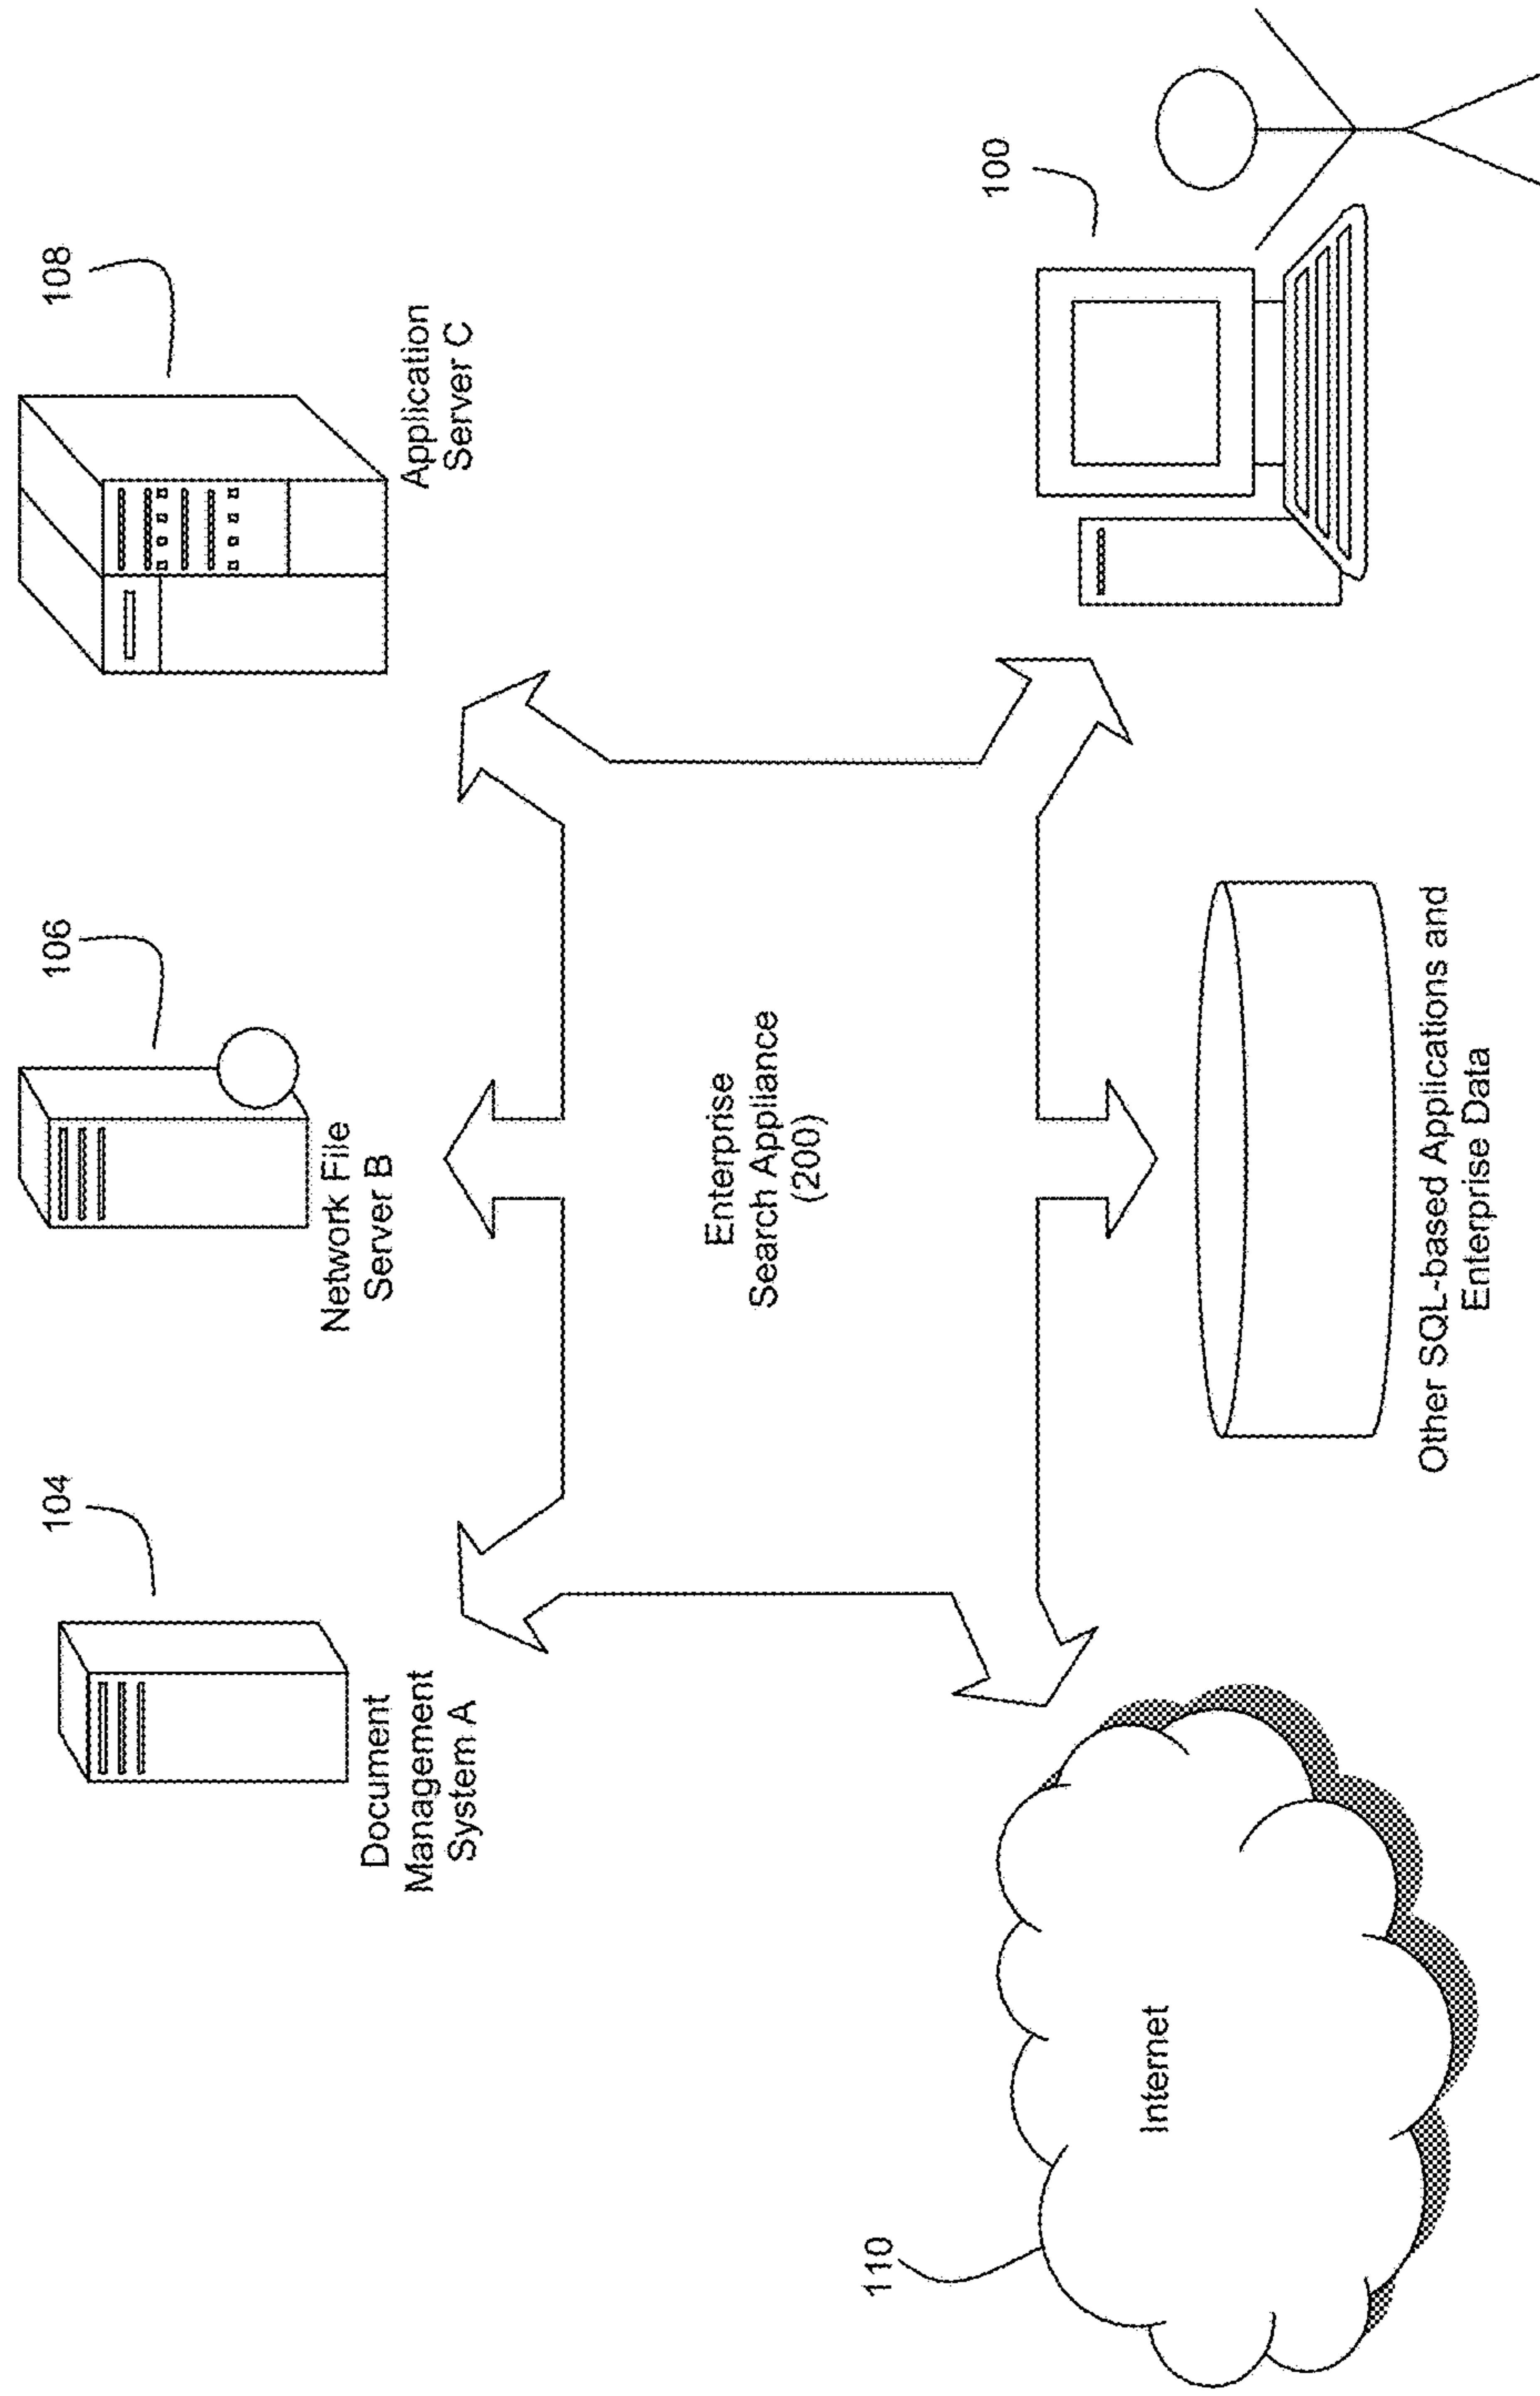 104
Document
Management
System A
106
Network File
Server B
108
Application
Server C
Enterprise
Search Appliance
(200)
110
Internet
Other SQL-based Applications and
Enterprise Data
100